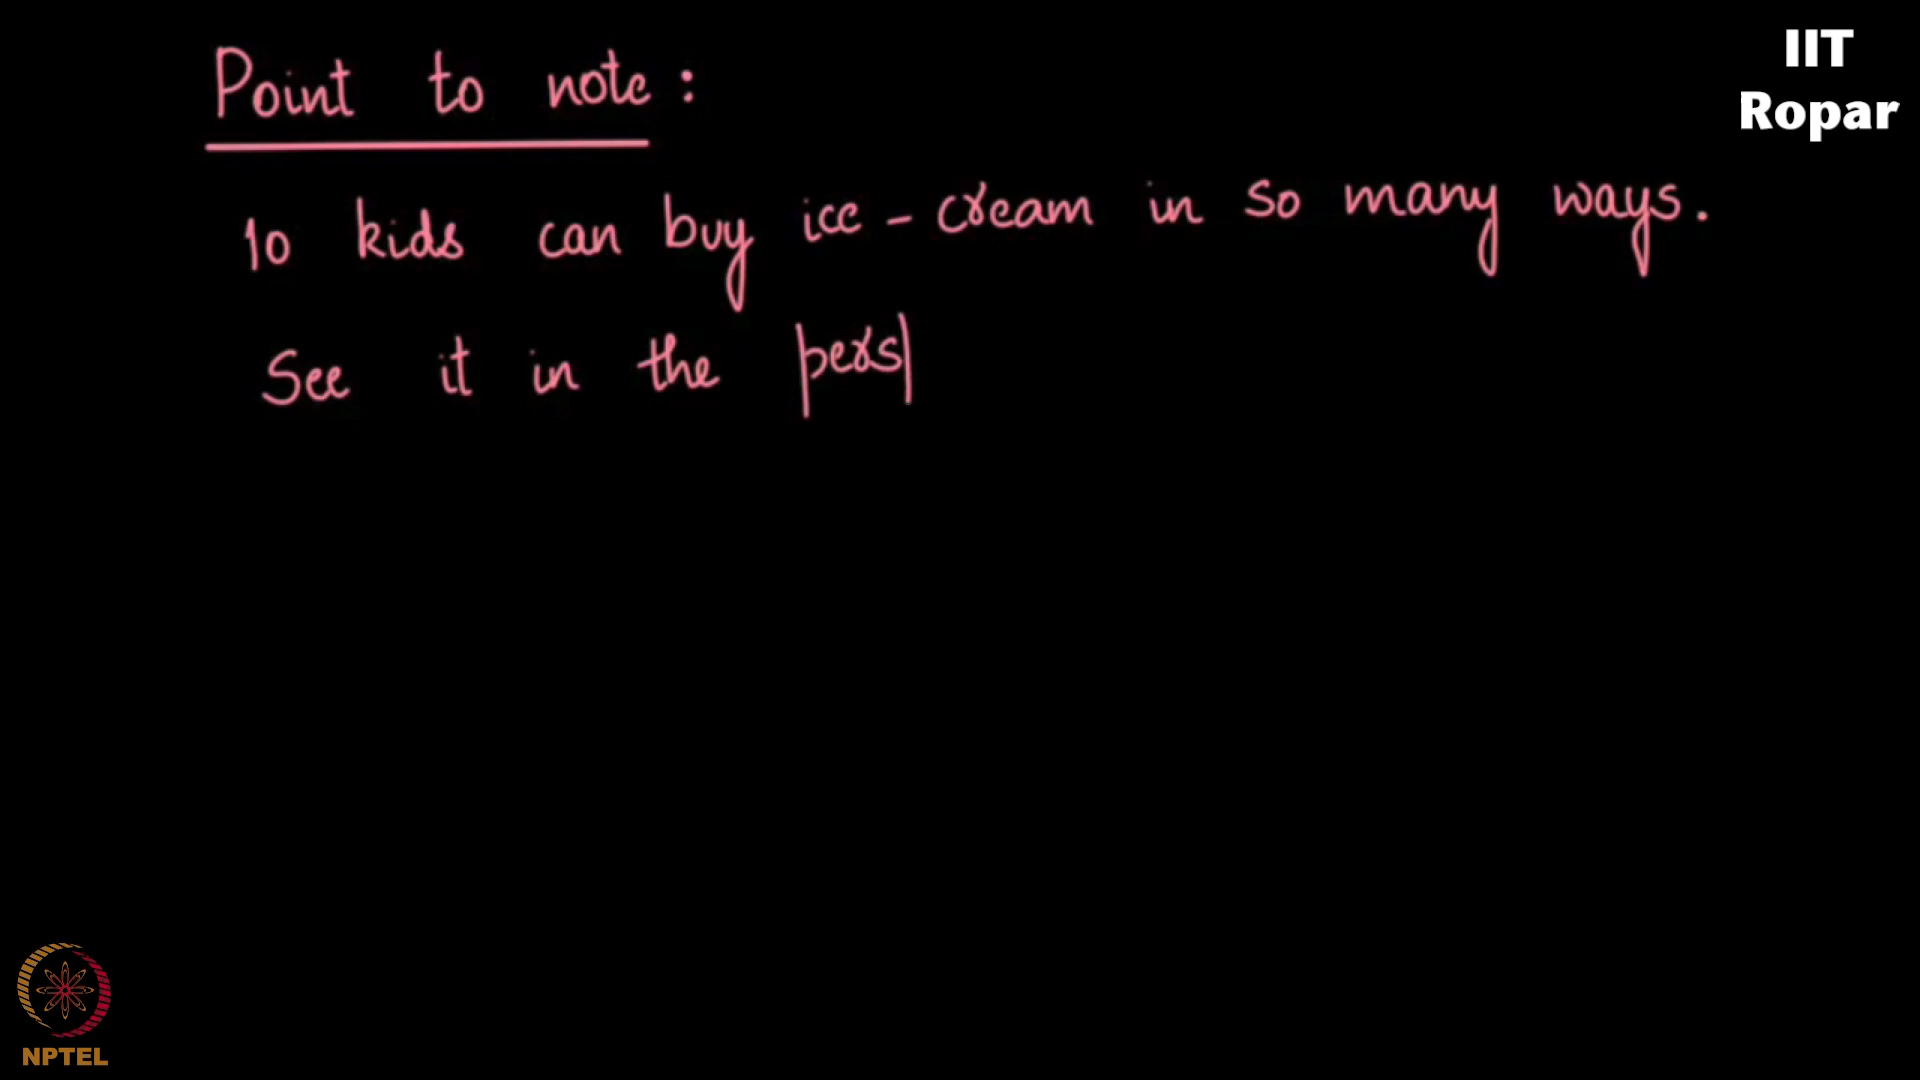 Point to note :
IIT
Ropar
10 kids can buy ice - cream in so many ways.
See it in the pers
NPTEL